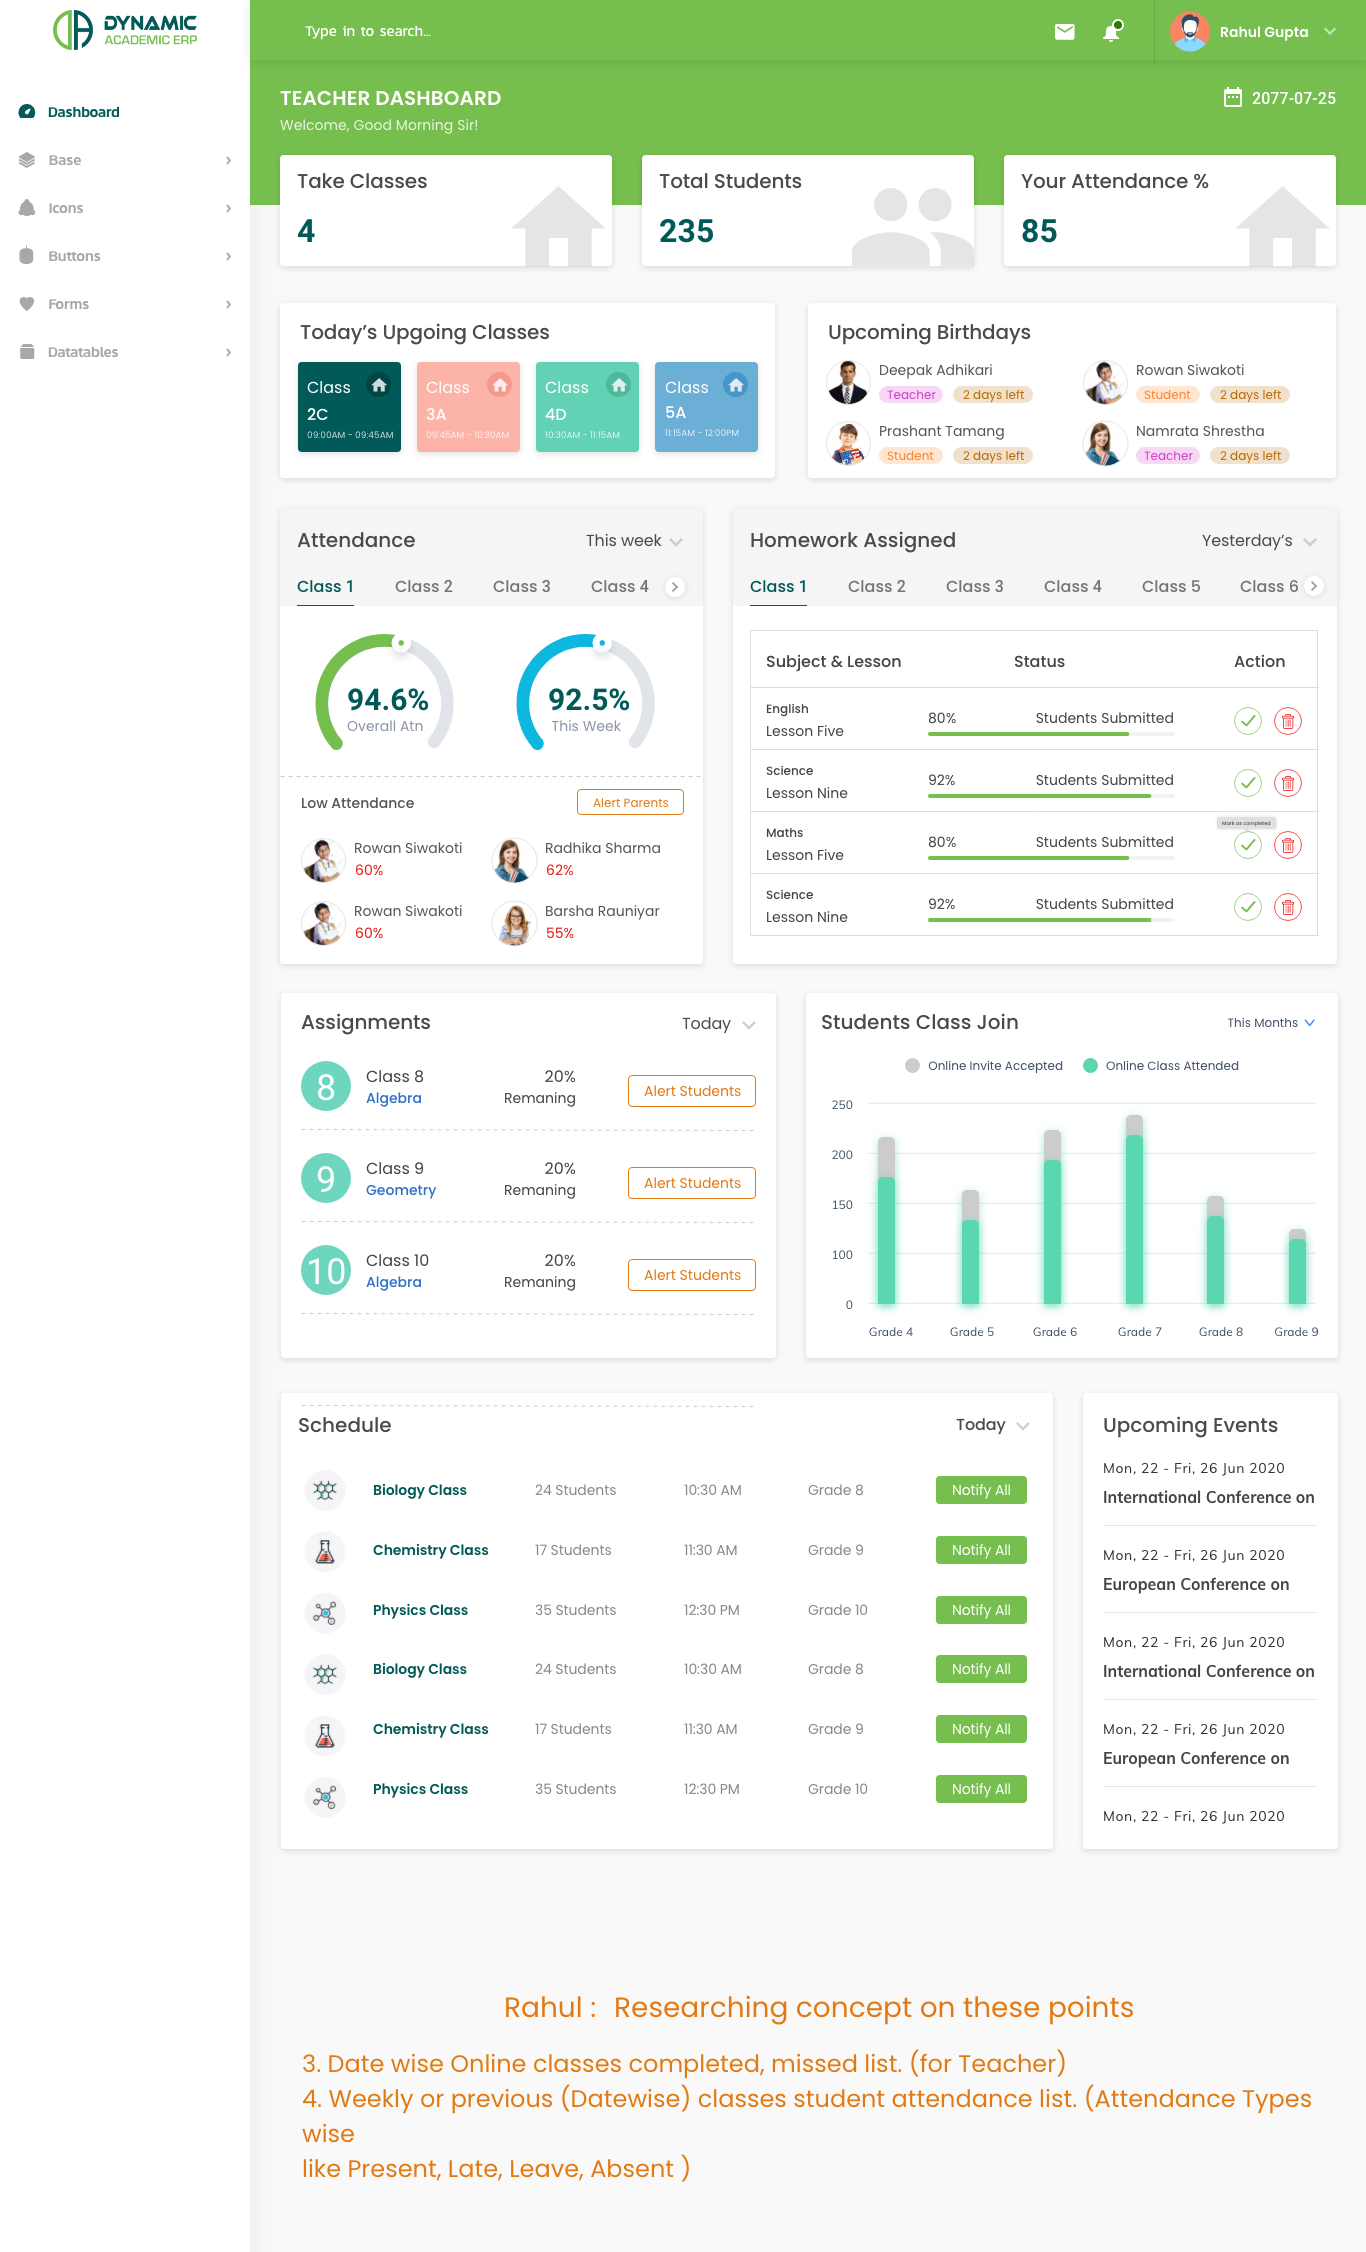 DYNAMIC
ACADEMIC ERP
Type in to search...
Rahul Gupta
Dashboard
Base
Icons
Buttons
Forms
Datatables
TEACHER DASHBOARD
2077-07-25
Welcome, Good Morning Sir!
Take Classes
4
Total Students
235
Your Attendance %
85
Today's Upgoing Classes
Class
2C
09:00AM - 09:45AM
Class
3A
09:45AM - 10:30AM
Class
4D
10:30AM - 11:15AM
Class
5A
11:15AM - 12:00PM
Upcoming Birthdays
Deepak Adhikari
Teacher 2 days left
Rowan Siwakoti
Student 2 days left
Prashant Tamang
Student 2 days left
Namrata Shrestha
Teacher 2 days left
Attendance This week
Class 1 Class 2 Class 3 Class 4
94.6%
Overall Atn
92.5%
This Week
Low Attendance Alert Parents
Rowan Siwakoti
60%
Radhika Sharma
62%
Rowan Siwakoti
60%
Barsha Rauniyar
55%
Homework Assigned Yesterday's
Class 1 Class 2 Class 3 Class 4 Class 5 Class 6
Subject & Lesson Status Action
English
Lesson Five
80% Students Submitted
Science
Lesson Nine
92% Students Submitted
Mark as completed
Maths
Lesson Five
80% Students Submitted
Science
Lesson Nine
92% Students Submitted
Assignments Today
8
Class 8
Algebra
20%
Remaning
Alert Students
9
Class 9
Geometry
20%
Remaning
Alert Students
10
Class 10
Algebra
20%
Remaning
Alert Students
Students Class Join This Months
Online Invite Accepted Online Class Attended
250
200
150
100
0
Grade 4 Grade 5 Grade 6 Grade 7 Grade 8 Grade 9
Schedule Today
Biology Class 24 Students 10:30 AM Grade 8 Notify All
Chemistry Class 17 Students 11:30 AM Grade 9 Notify All
Physics Class 35 Students 12:30 PM Grade 10 Notify All
Biology Class 24 Students 10:30 AM Grade 8 Notify All
Chemistry Class 17 Students 11:30 AM Grade 9 Notify All
Physics Class 35 Students 12:30 PM Grade 10 Notify All
Upcoming Events
Mon, 22 - Fri, 26 Jun 2020
International Conference on
Mon, 22 - Fri, 26 Jun 2020
European Conference on
Mon, 22 - Fri, 26 Jun 2020
International Conference on
Mon, 22 - Fri, 26 Jun 2020
European Conference on
Mon, 22 - Fri, 26 Jun 2020
Rahul : Researching concept on these points
3. Date wise Online classes completed, missed list. (for Teacher)
4. Weekly or previous (Datewise) classes student attendance list. (Attendance Types
wise
like Present, Late, Leave, Absent )